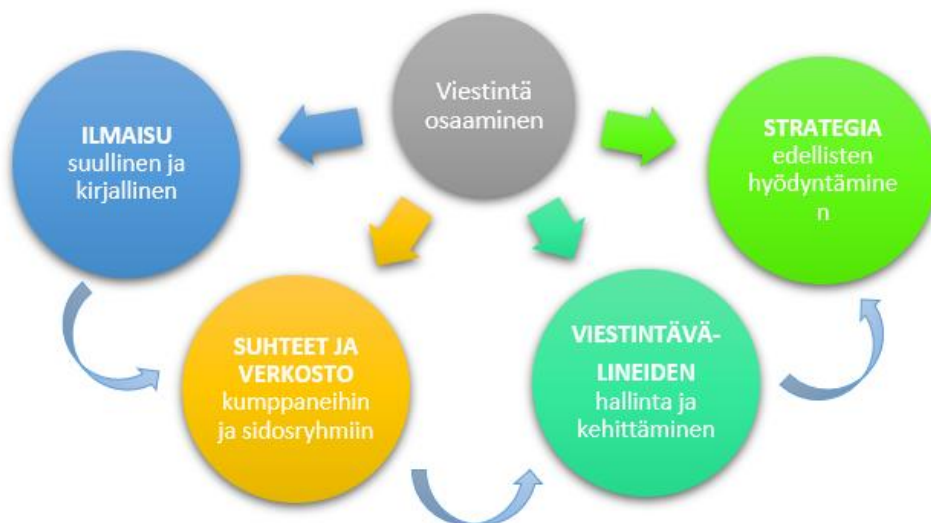 Viestintä
osaaminen
ILMAISU
suullinen ja
kirjallinen
SUHTEET JA
VERKOSTO
kumppaneihin
ja sidosryhmiin
VIESTINTÄVÄ-
LINEIDEN
hallinta ja
kehittäminen
STRATEGIA
edellisten
hyödyntämine
n